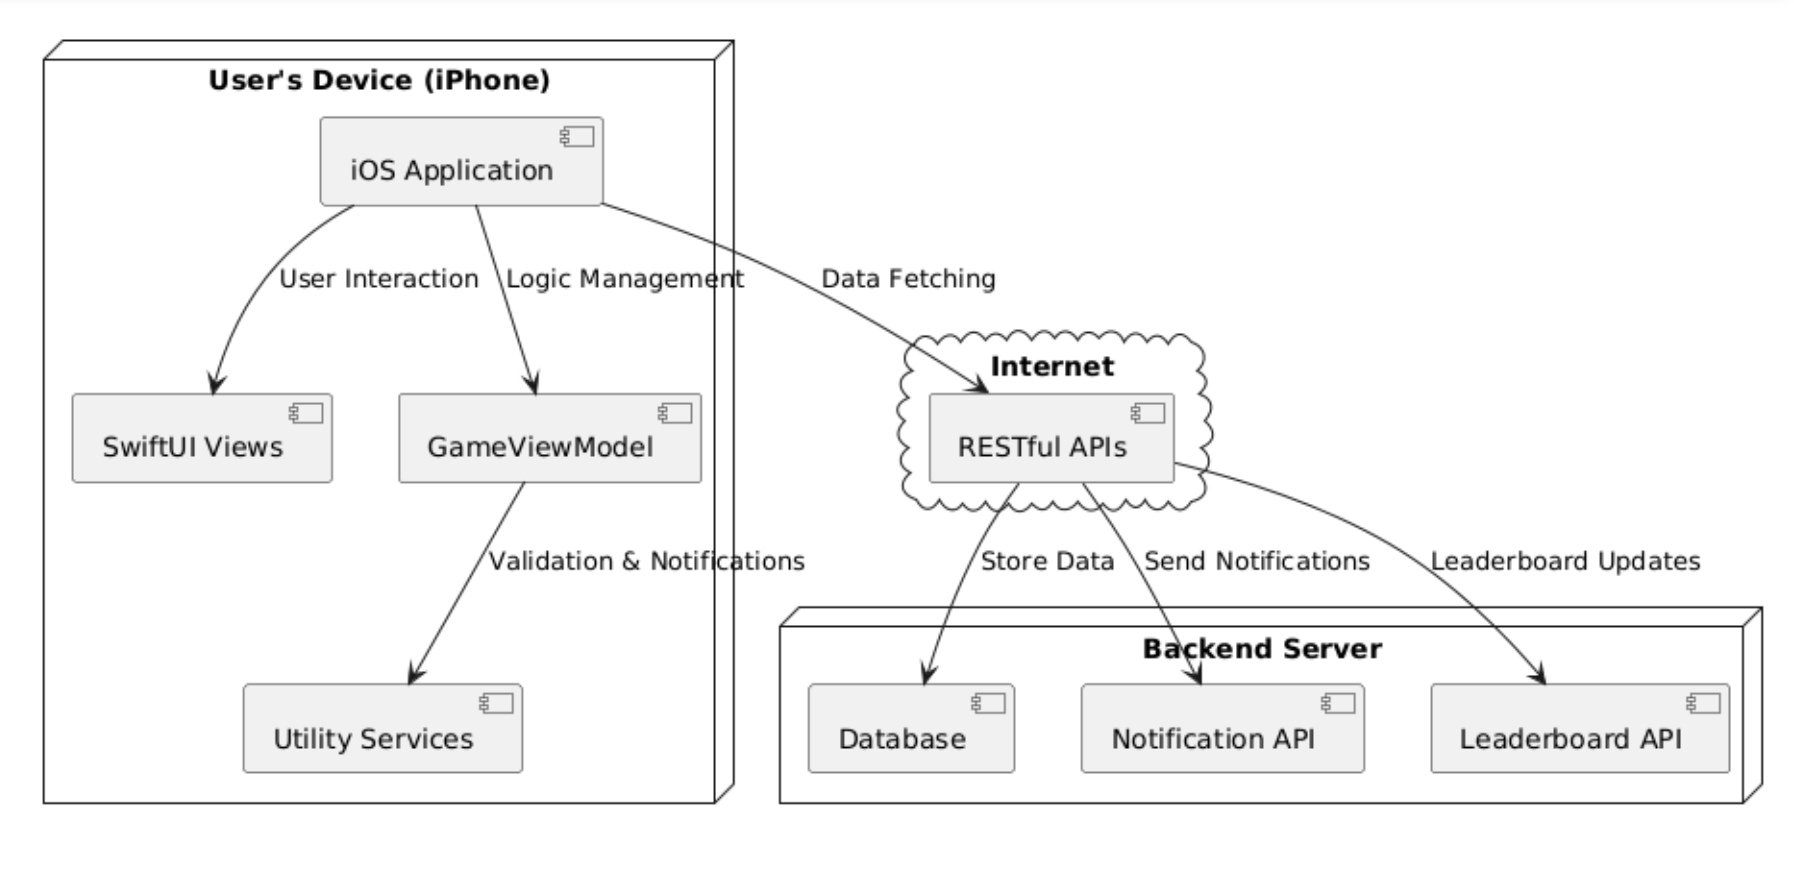 User's Device (iPhone)
iOS Application
User Interaction
Logic Management
Data Fetching
Internet
SwiftUI Views
GameViewModel
RESTful APIs
Validation & Notifications
Store Data
Send Notifications
Leaderboard Updates
Backend Server
Utility Services
Database
Notification API
Leaderboard API